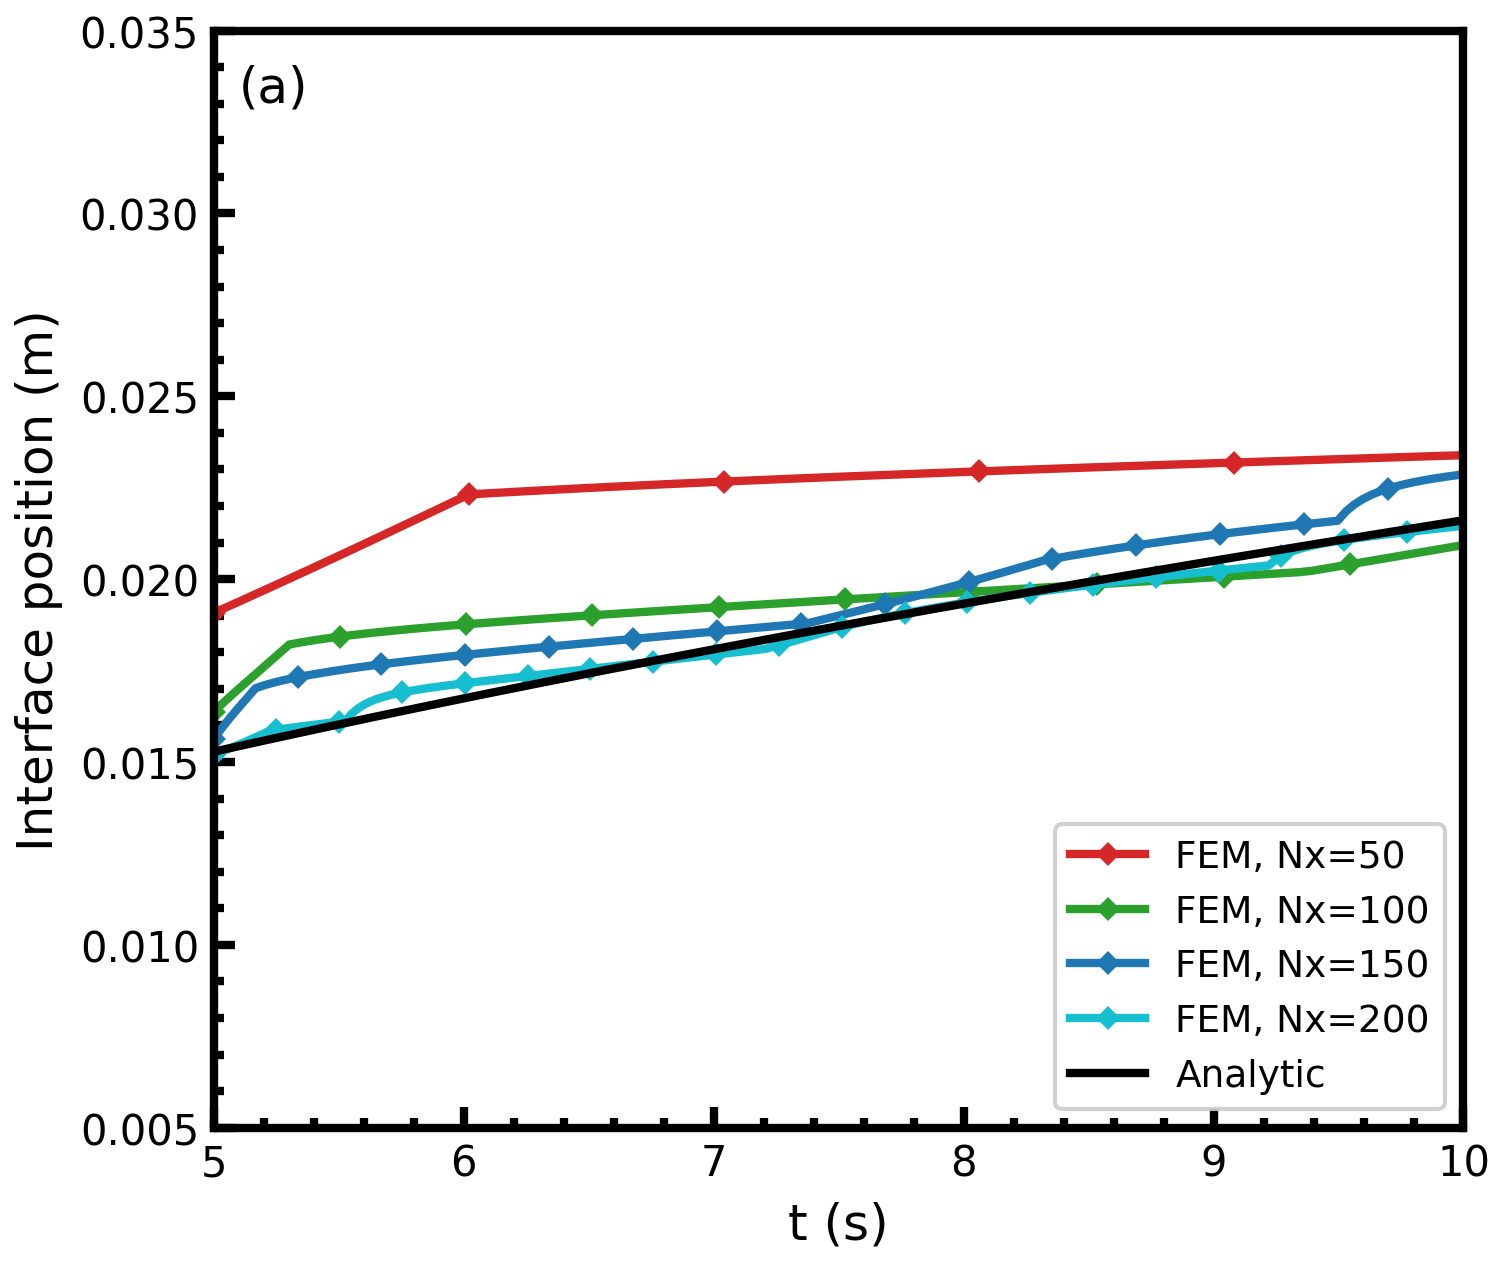 (a)
0.035
0.030
0.025
0.020
0.015
0.010
0.005
Interface position (m)
5 6 7 8 9 10
t (s)
FEM, Nx=50
FEM, Nx=100
FEM, Nx=150
FEM, Nx=200
Analytic